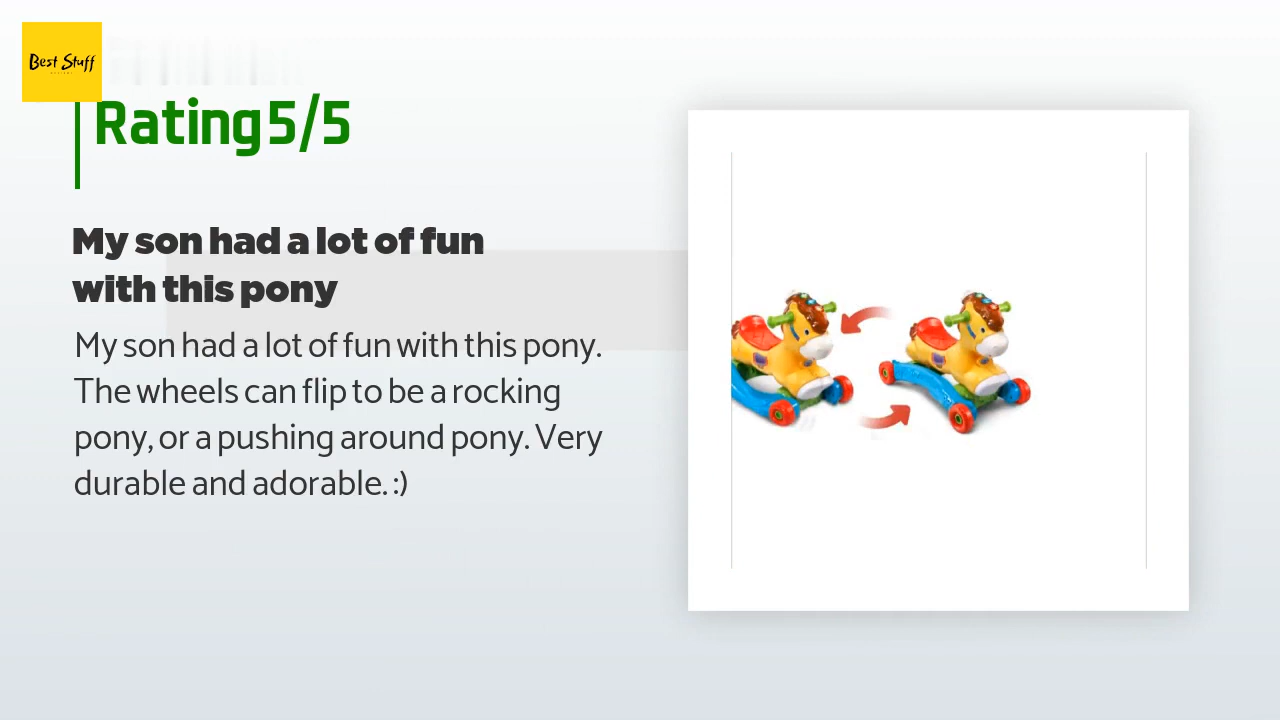 Best Stuff
Rating 5/5
My son had a lot of fun
with this pony
My son had a lot of fun with this pony.
The wheels can flip to be a rocking
pony, or a pushing around pony. Very
durable and adorable. :)